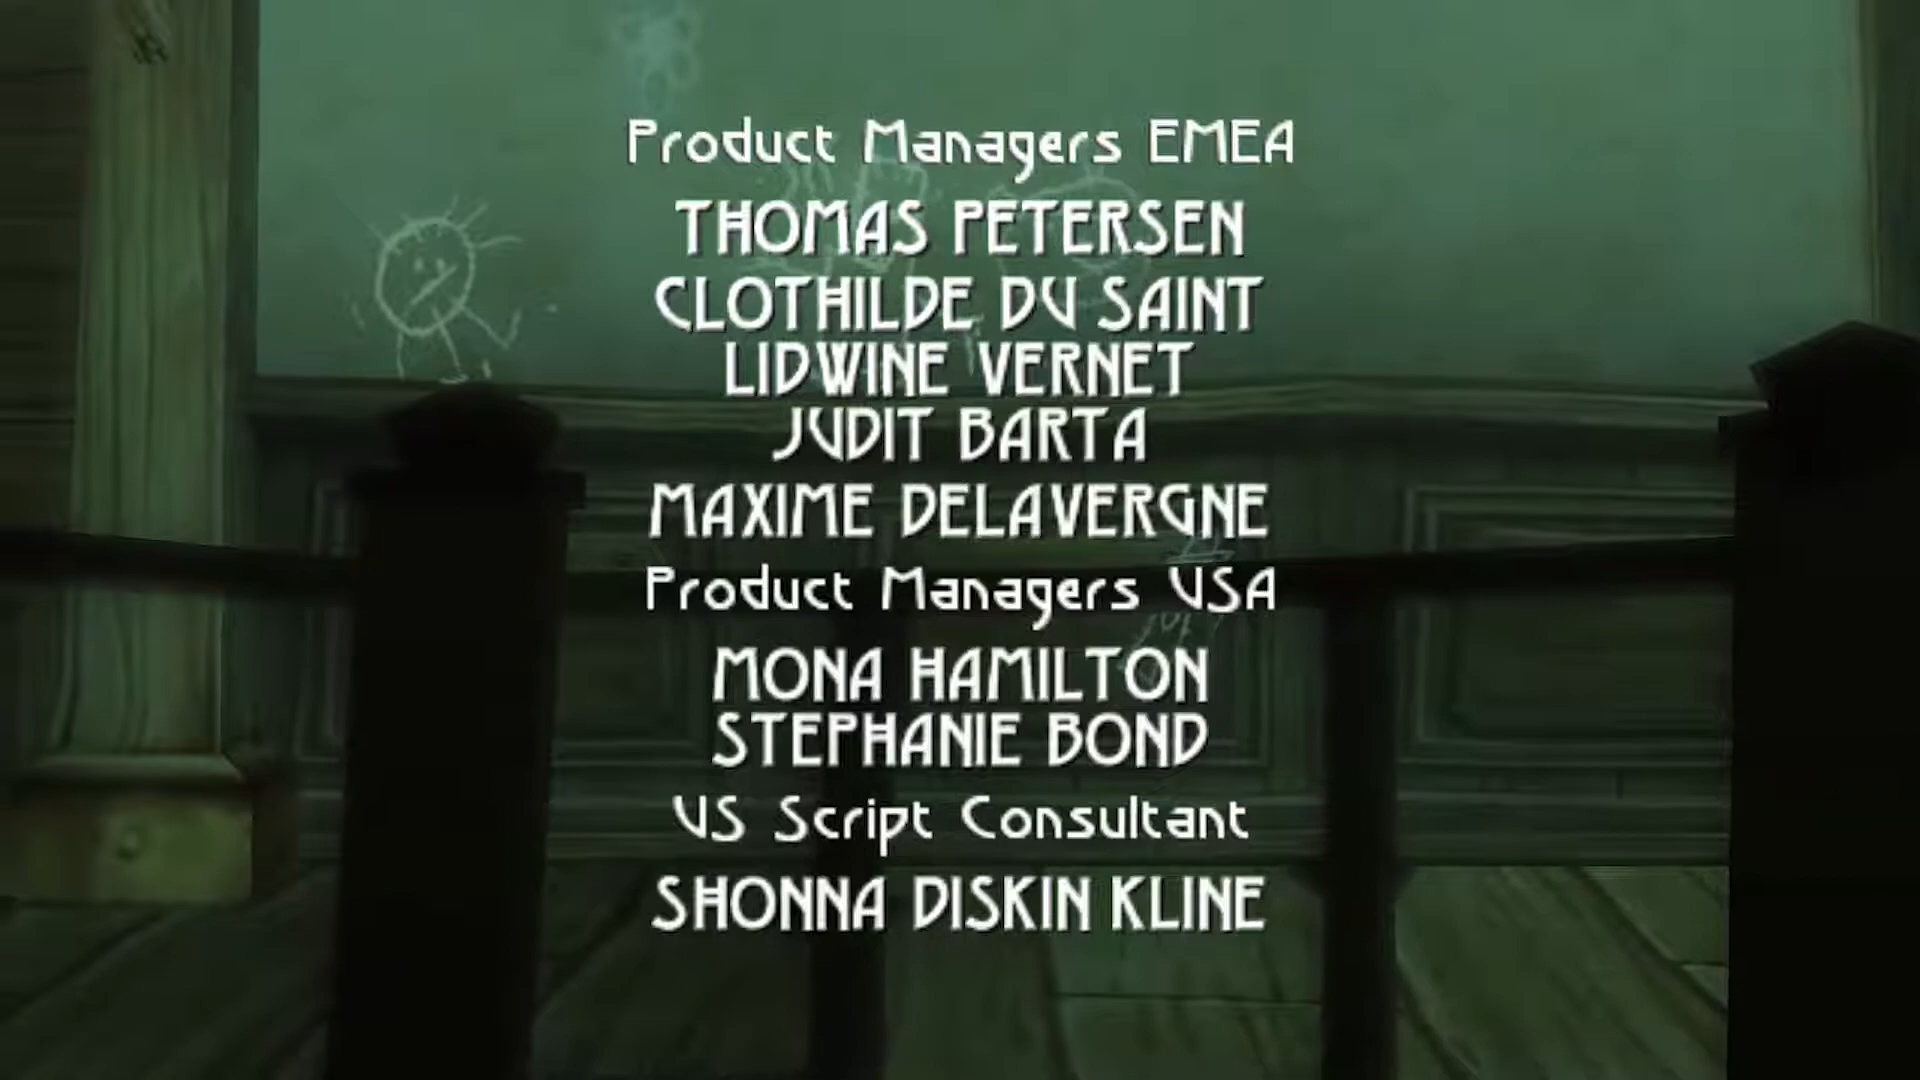 Product Managers EMEA
THOMAS PETERSEN
CLOTHILDE DU SAINT
LIDWINE VERNET
JUDIT BARTA
MAXIME DELAVERGNE
Product Managers USA
MONA HAMILTON
STEPHANIE BOND
US Script Consultant
SHONNA DISKIN KLINE